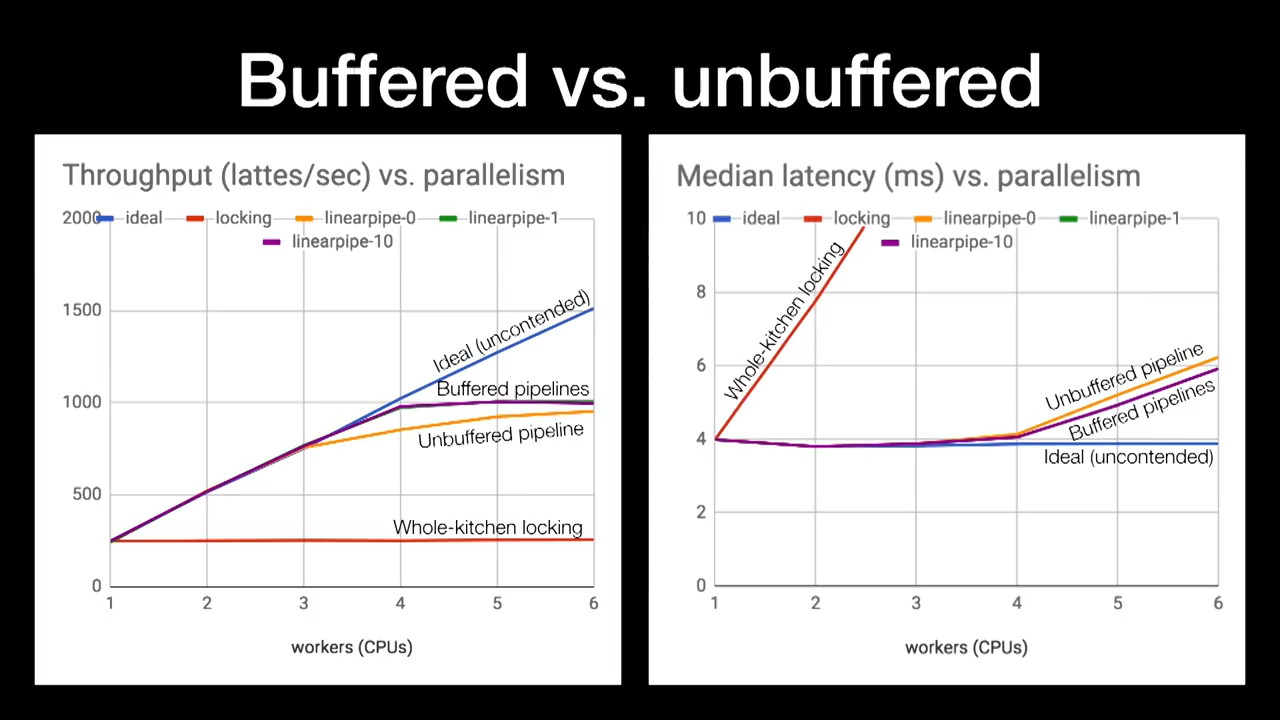 Buffered vs. unbuffered
Throughput (lattes/sec) vs. parallelism
ideal
locking
linearpipe-0
linearpipe-1
linearpipe-10
2000
1500
1000
500
0
Ideal (uncontended)
Buffered pipelines
Unbuffered pipeline
Whole-kitchen locking
1 2 3 4 5 6
workers (CPUs)
Median latency (ms) vs. parallelism
ideal
locking
linearpipe-0
linearpipe-1
linearpipe-10
10
8
6
4
2
0
Whole-kitchen locking
Unbuffered pipeline
Buffered pipelines
Ideal (uncontended)
1 2 3 4 5 6
workers (CPUs)